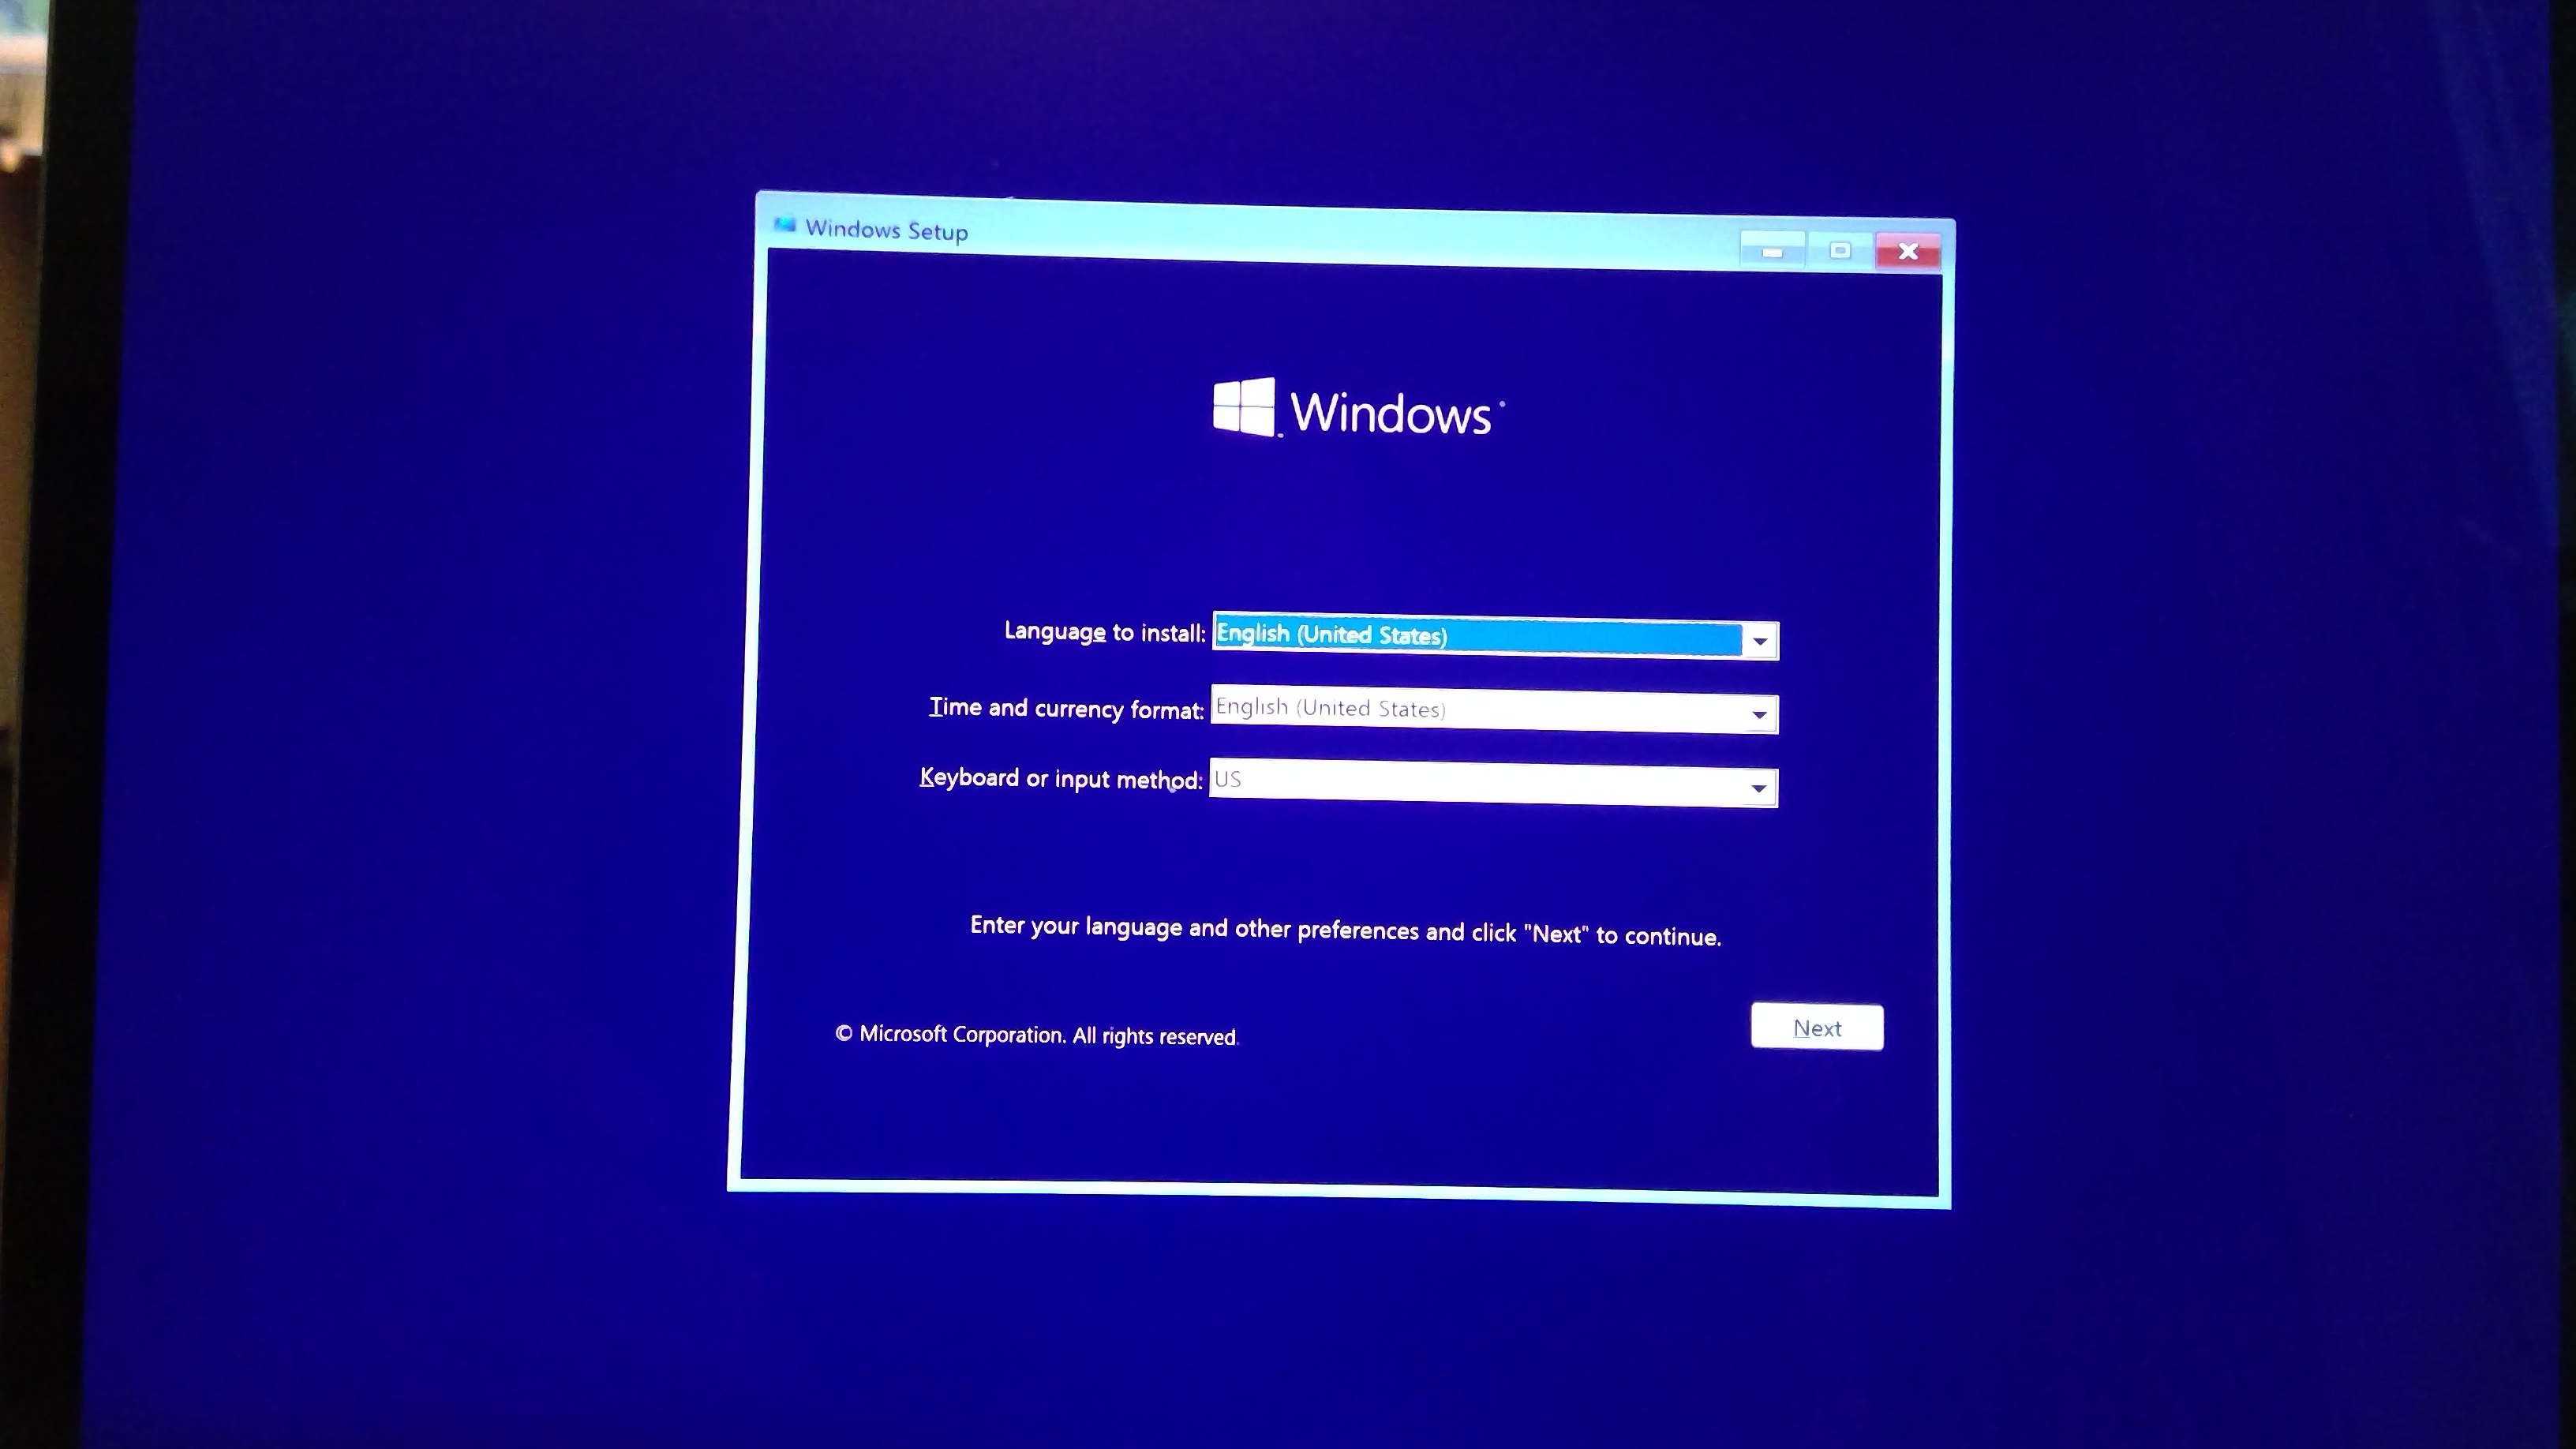 Windows Setup
Windows
Language to install: English (United States)
Time and currency format: English (United States)
Keyboard or input method: US
Enter your language and other preferences and click "Next" to continue.
© Microsoft Corporation. All rights reserved.
Next